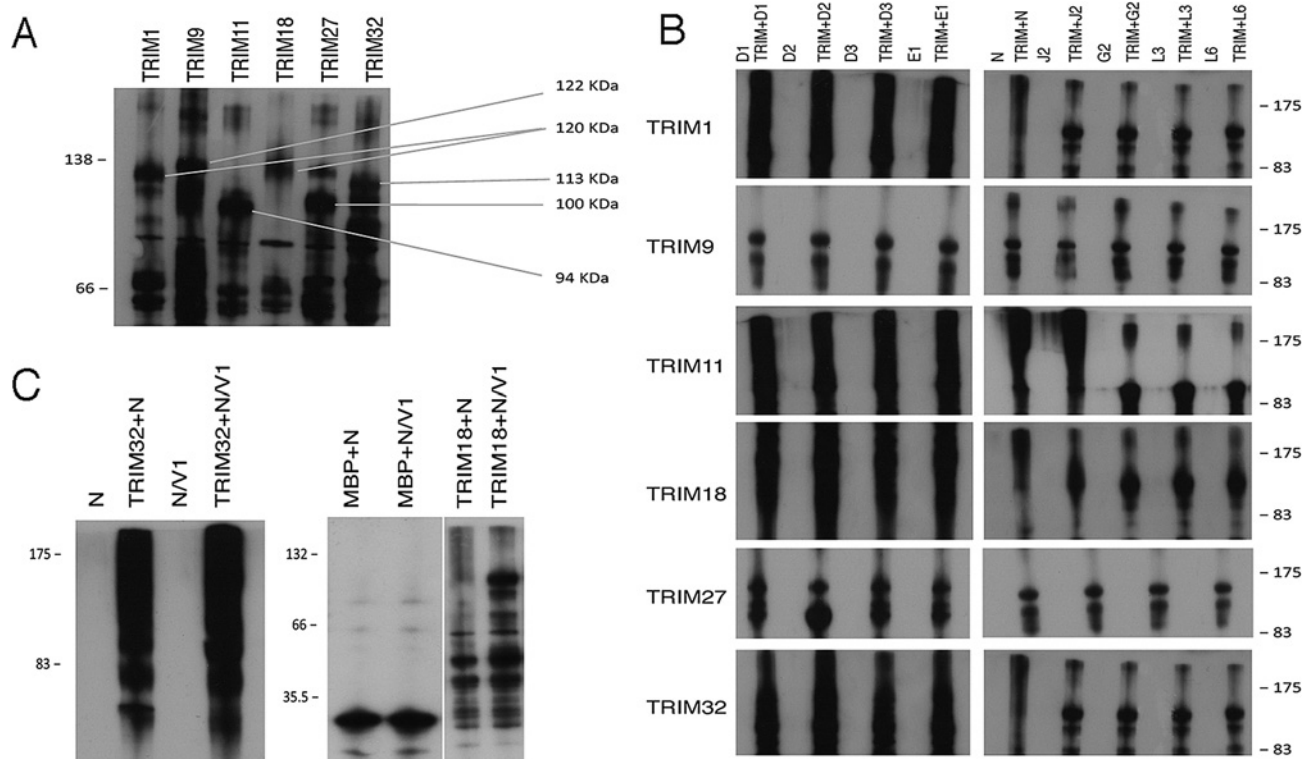 A
TRIM1
TRIM9
TRIM11
TRIM18
TRIM27
TRIM32
138 –
66 –
122 KDa
120 KDa
113 KDa
100 KDa
94 KDa
B
D1
TRIM+D1
D2
TRIM+D2
D3
TRIM+D3
E1
TRIM+E1
N
TRIM+N
J2
TRIM+J2
G2
TRIM+G2
L3
TRIM+L3
L6
TRIM+L6
TRIM1
– 175
– 83
TRIM9
– 175
– 83
TRIM11
– 175
– 83
TRIM18
– 175
– 83
TRIM27
– 175
– 83
TRIM32
– 175
– 83
C
N
TRIM32+N
N/V1
TRIM32+N/V1
175 –
83 –
MBP+N
MBP+N/V1
TRIM18+N
TRIM18+N/V1
132 –
66 –
35.5 –